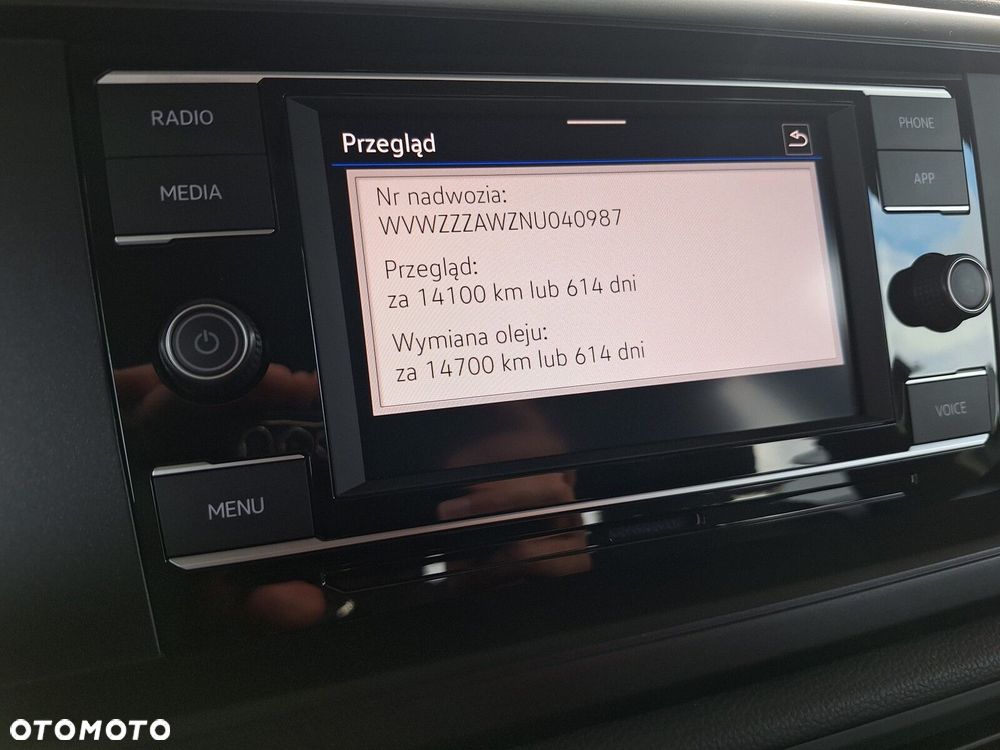 RADIO
MEDIA
MENU
Przegląd
Nr nadwozia:
WVWZZZAWZNU040987
Przegląd:
za 14100 km lub 614 dni
Wymiana oleju:
za 14700 km lub 614 dni
PHONE
APP
VOICE
OTOMOTO